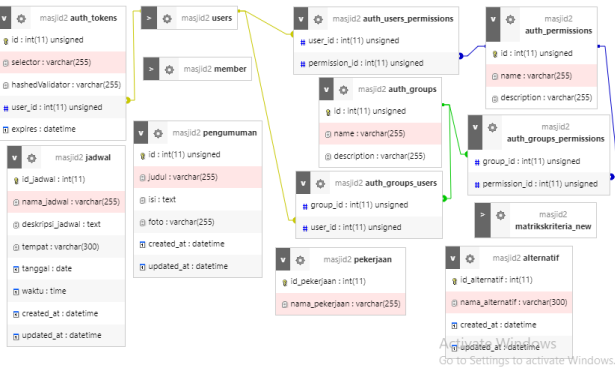 masjid2 auth_tokens
id : int(11) unsigned
selector : varchar(255)
hashedValidator : varchar(255)
user_id : int(11) unsigned
expires : datetime
masjid2 users
masjid2 member
masjid2 auth_users_permissions
user_id : int(11) unsigned
permission_id : int(11) unsigned
masjid2
auth_permissions
id : int(11) unsigned
name : varchar(255)
description : varchar(255)
masjid2 auth_groups
id : int(11) unsigned
name : varchar(255)
description : varchar(255)
masjid2
auth_groups_permissions
group_id : int(11) unsigned
permission_id : int(11) unsigned
masjid2 jadwal
id_jadwal : int(11)
nama_jadwal : varchar(255)
deskripsi_jadwal : text
tempat : varchar(300)
tanggal : date
waktu : time
created_at : datetime
updated_at : datetime
masjid2 pengumuman
id : int(11) unsigned
judul : varchar(255)
isi : text
foto : varchar(255)
created_at : datetime
updated_at : datetime
masjid2 auth_groups_users
group_id : int(11) unsigned
user_id : int(11) unsigned
masjid2
matrikskriteria_new
masjid2 pekerjaan
id_pekerjaan : int(11)
nama_pekerjaan : varchar(255)
masjid2 alternatif
id_alternatif : int(11)
nama_alternatif : varchar(300)
created_at : datetime
updated_at : datetime
Activate Windows
Go to Settings to activate Windows.